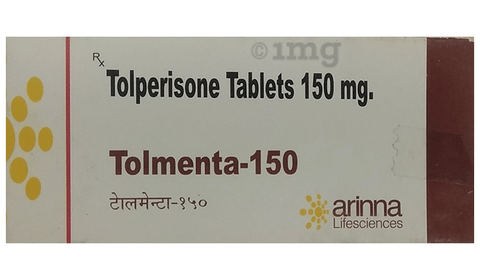 ©1mg
Rx
Tolperisone Tablets 150 mg.
Tolmenta-150
टोलमेन्टा-१५०
arinna
Lifesciences